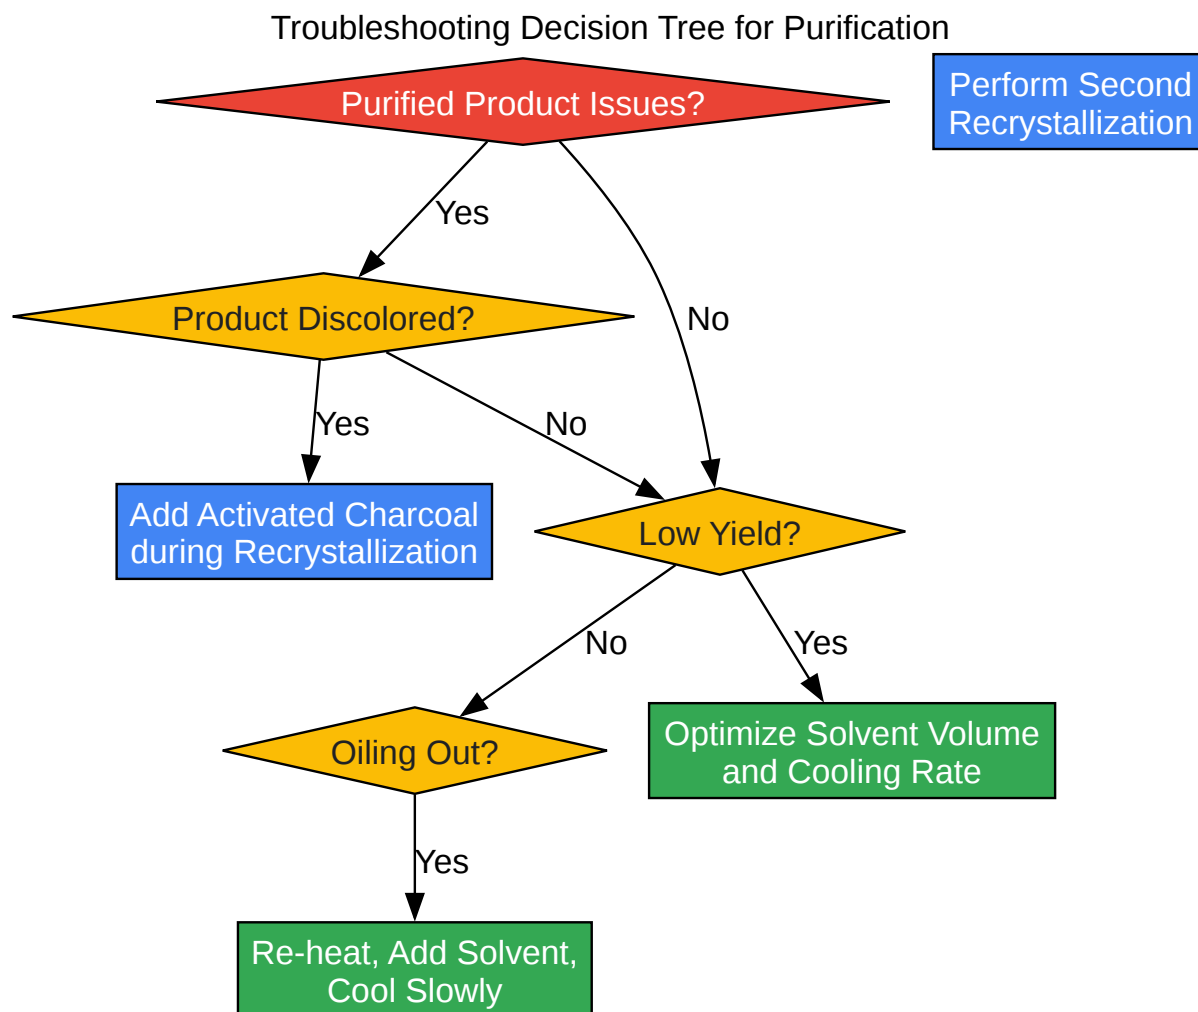 Troubleshooting Decision Tree for Purification
Purified Product Issues?
Perform Second
Recrystallization
Yes
No
Product Discolored?
Yes
No
Add Activated Charcoal
during Recrystallization
Low Yield?
No
Yes
Oiling Out?
Optimize Solvent Volume
and Cooling Rate
Yes
Re-heat, Add Solvent,
Cool Slowly